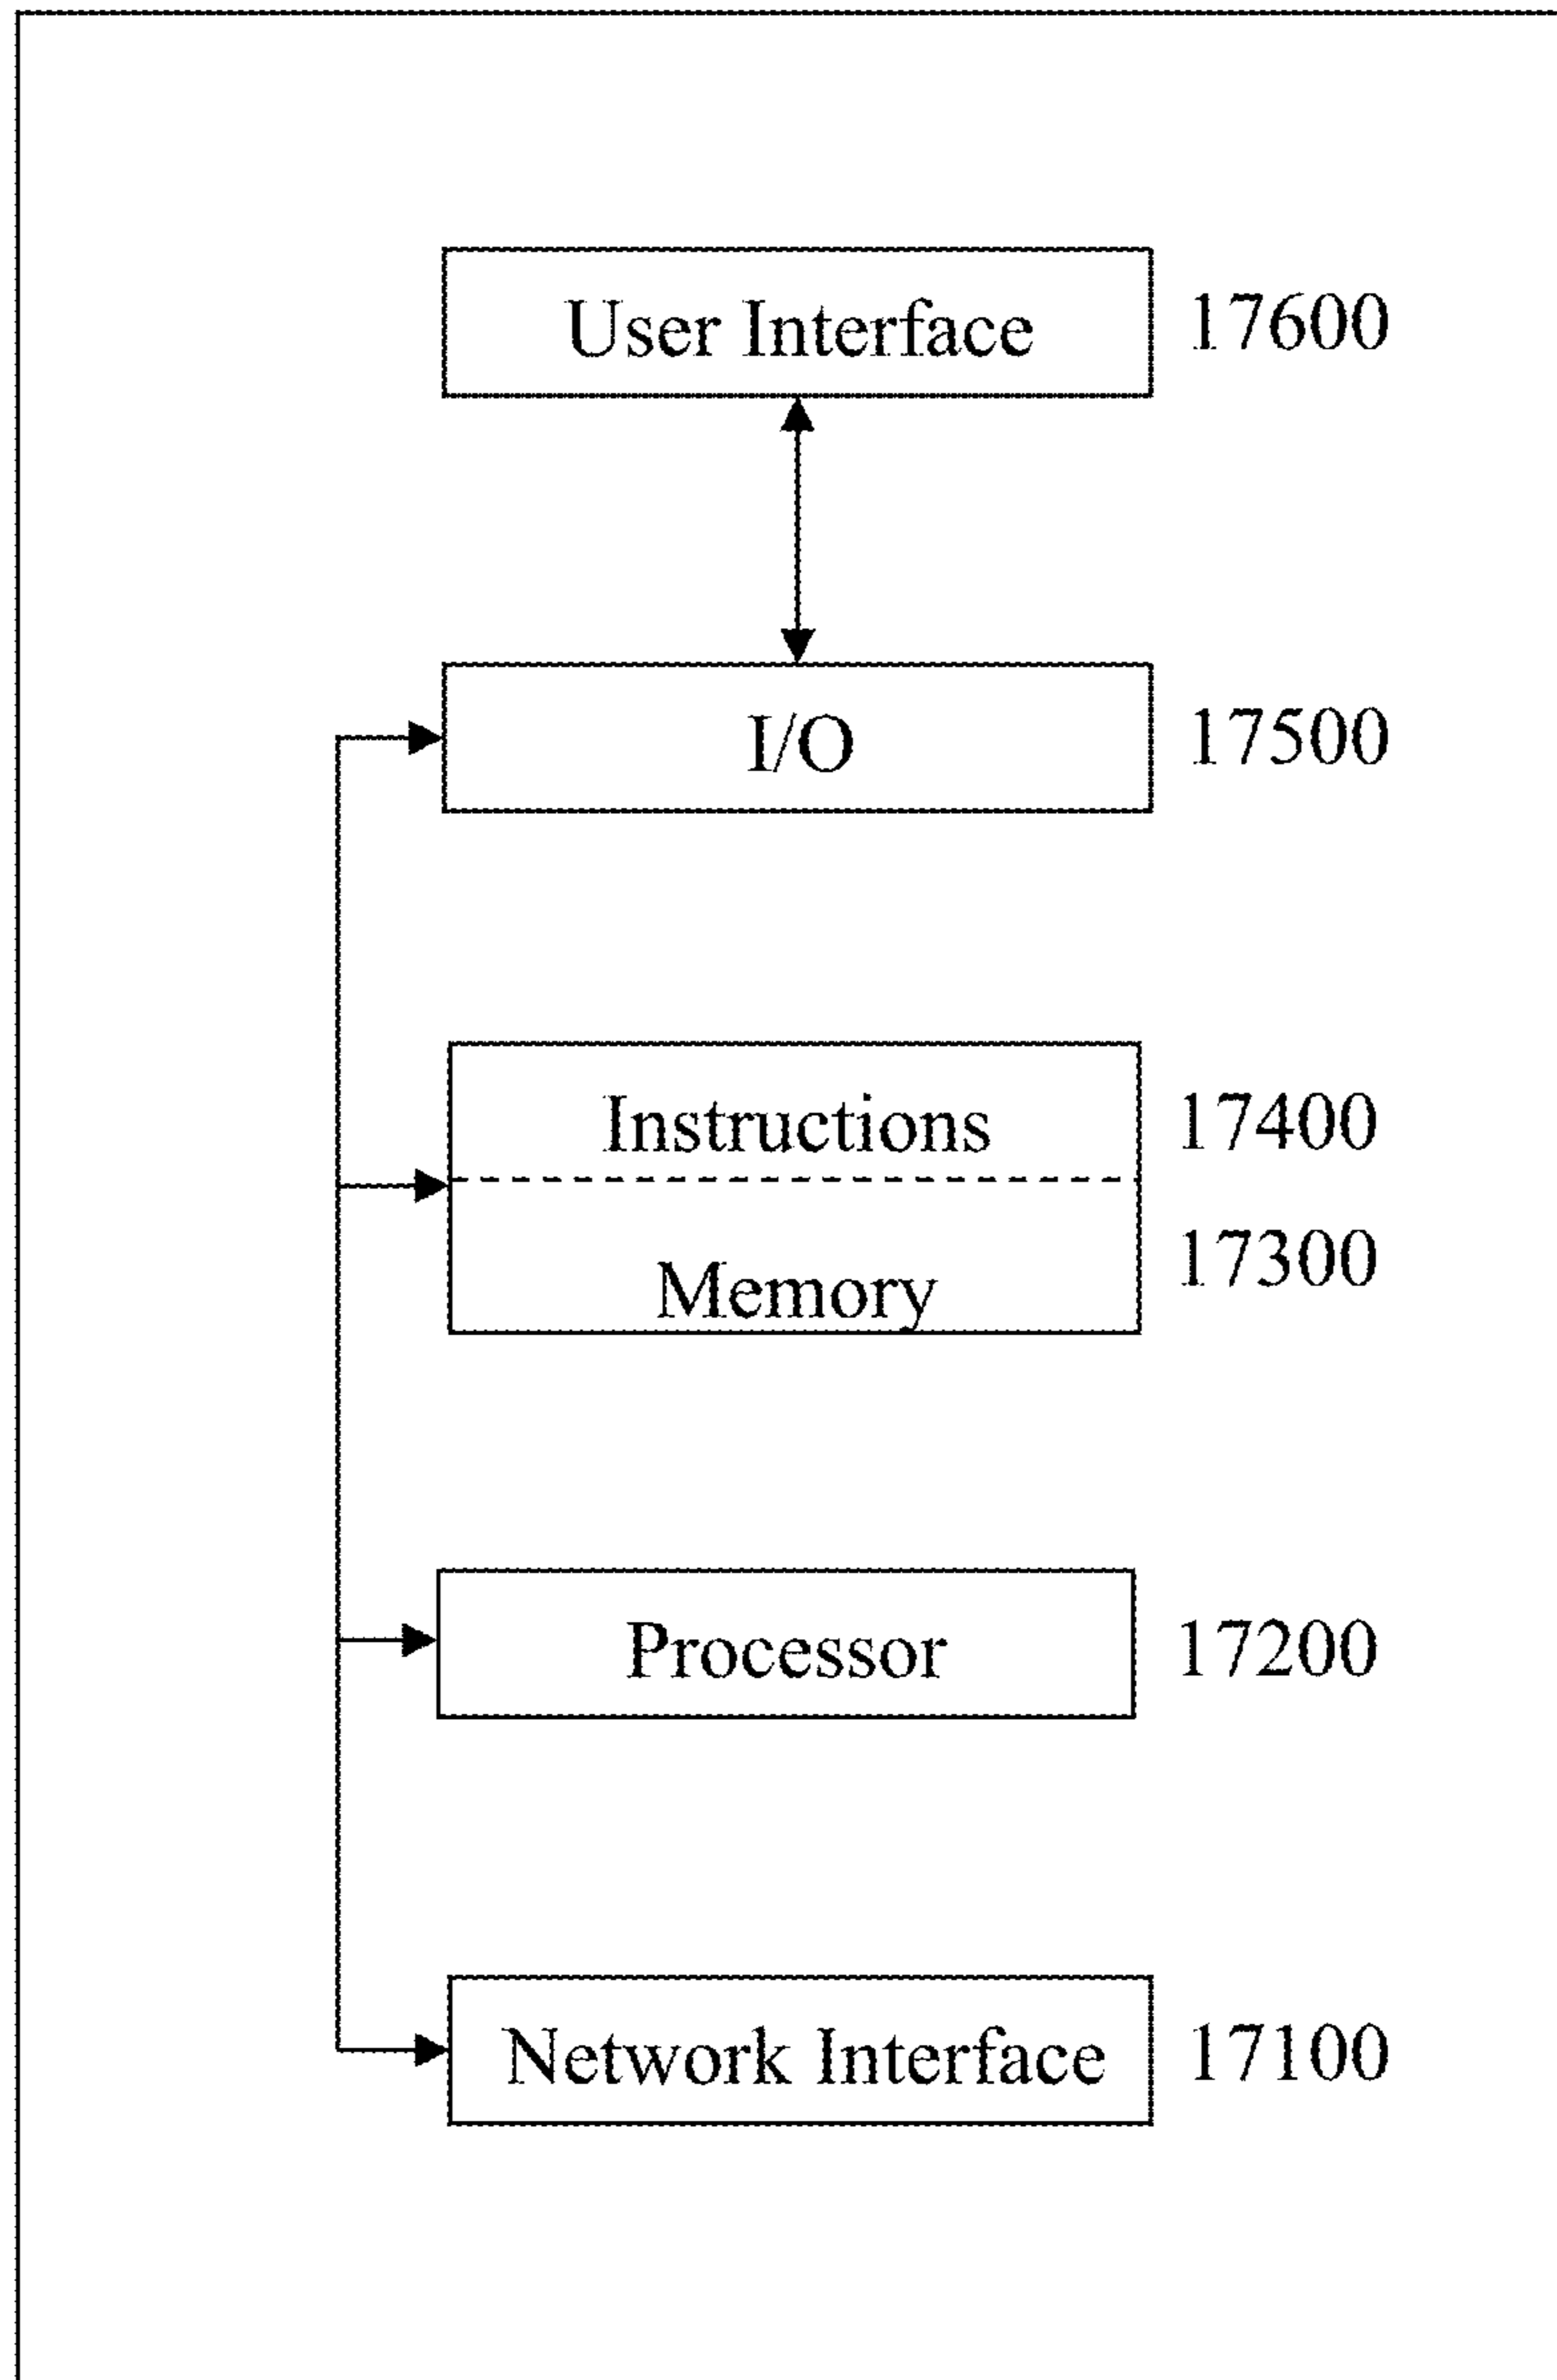 User Interface 17600
I/O 17500
Instructions 17400
Memory 17300
Processor 17200
Network Interface 17100